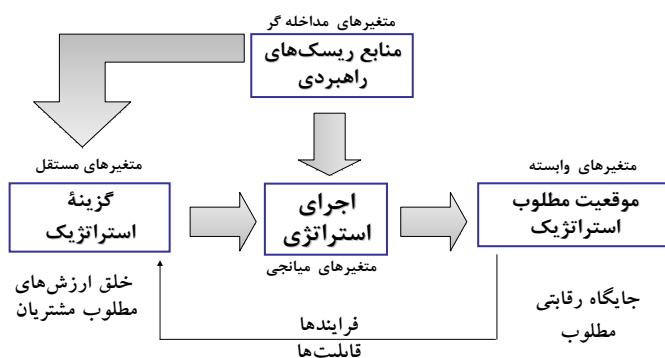 متغیرهای مداخله گر
منابع ریسک‌های
راهبردی
متغیرهای مستقل
گزینهٔ
استراتژیک
اجرای
استراتژی
متغیرهای میانجی
متغیرهای وابسته
موقعیت مطلوب
استراتژیک
خلق ارزش‌های
مطلوب مشتریان
فرایندها
قابلیت‌ها
جایگاه رقابتی
مطلوب